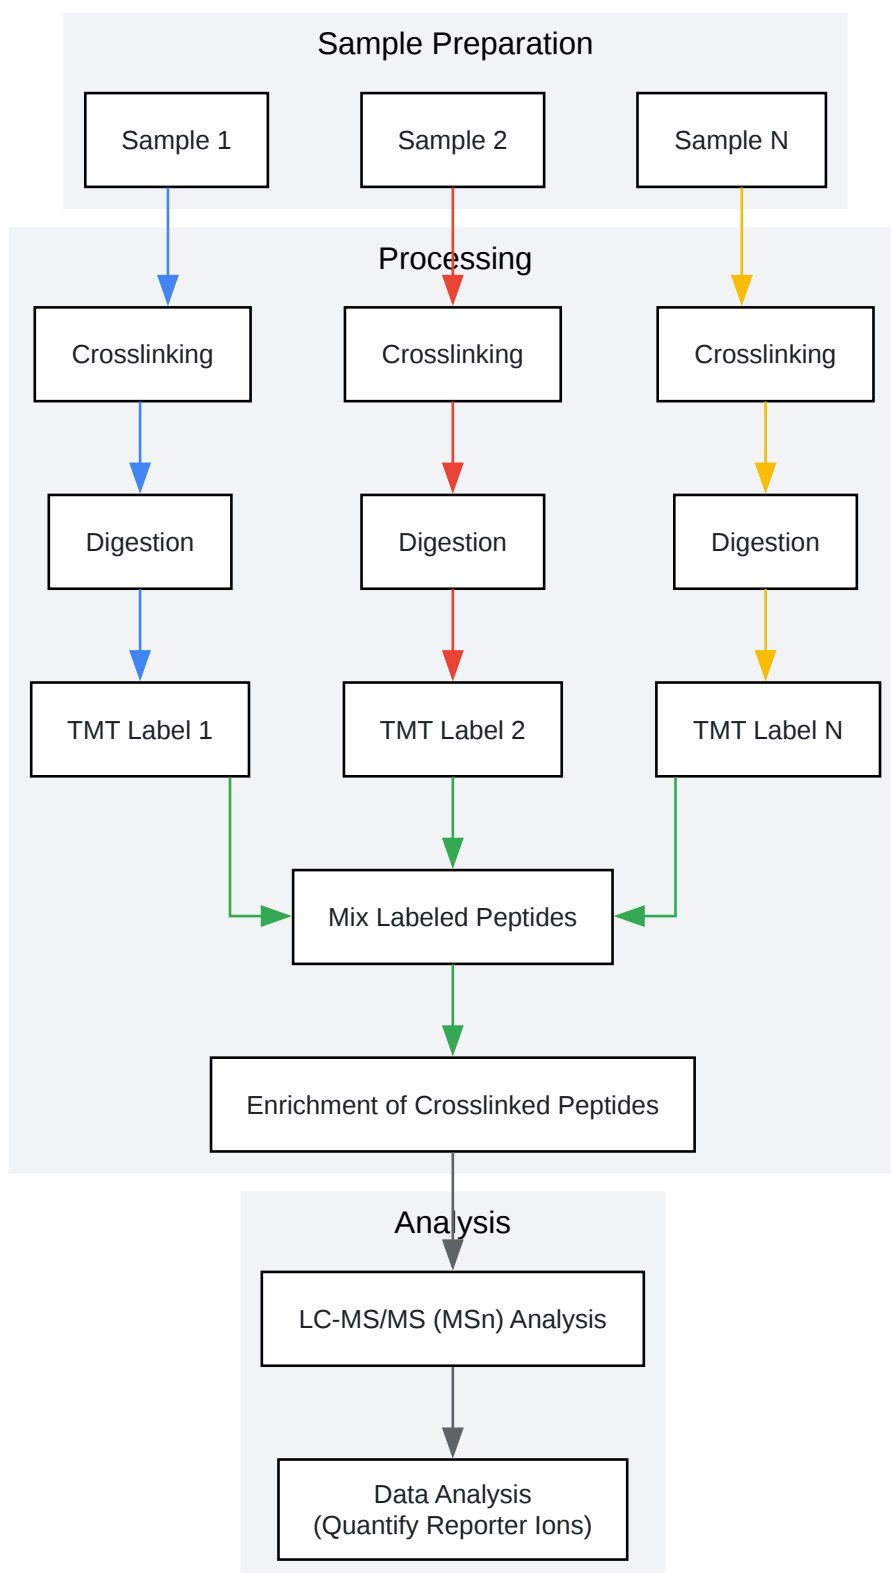 Sample Preparation
Sample 1
Sample 2
Sample N
Processing
Crosslinking
Crosslinking
Crosslinking
Digestion
Digestion
Digestion
TMT Label 1
TMT Label 2
TMT Label N
Mix Labeled Peptides
Enrichment of Crosslinked Peptides
Analysis
LC-MS/MS (MSn) Analysis
Data Analysis
(Quantify Reporter Ions)